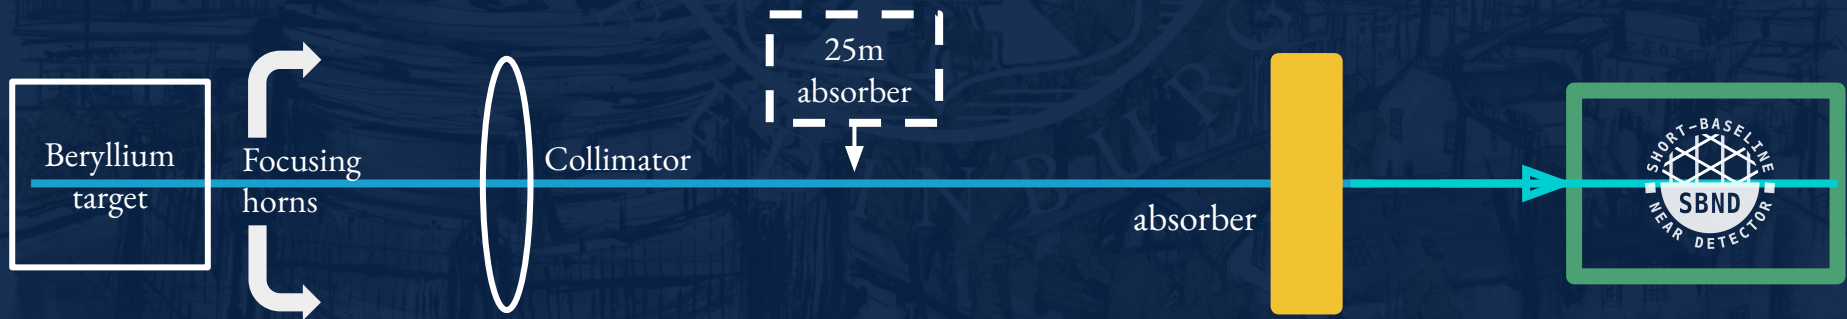 25m
absorber
Beryllium
target
Focusing
horns
Collimator
absorber
SHORT-BASELINE
SBND
NEAR DETECTOR